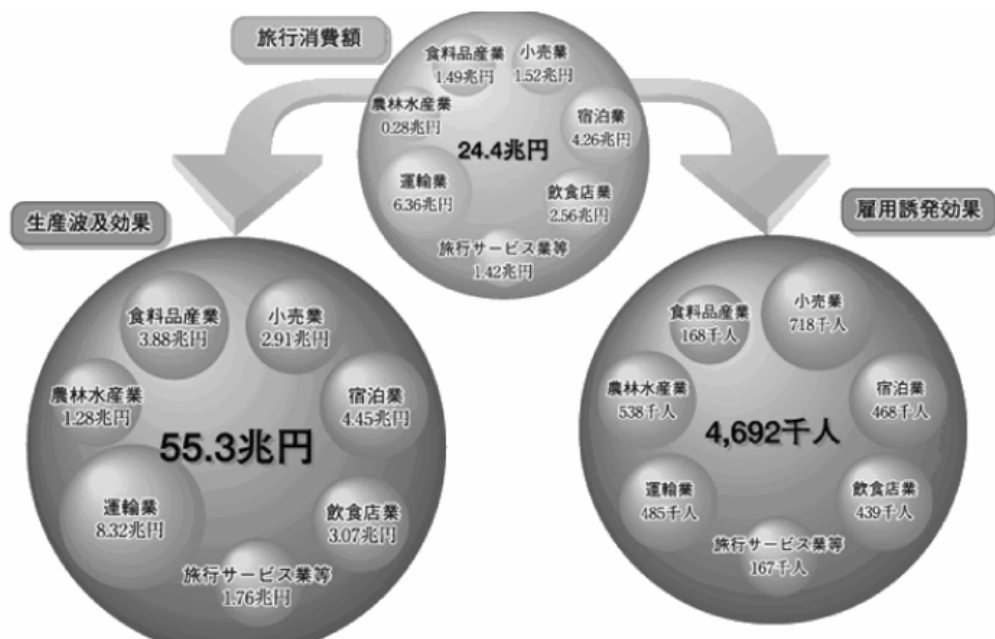 旅行消費額
食料品産業
1.49兆円
小売業
1.52兆円
農林水産業
0.28兆円
宿泊業
4.26兆円
24.4兆円
運輸業
6.36兆円
飲食店業
2.56兆円
旅行サービス業等
1.42兆円
生産波及効果
食料品産業
3.88兆円
小売業
2.91兆円
農林水産業
1.28兆円
宿泊業
4.45兆円
55.3兆円
運輸業
8.32兆円
飲食店業
3.07兆円
旅行サービス業等
1.76兆円
雇用誘発効果
食料品産業
168千人
小売業
718千人
農林水産業
538千人
宿泊業
468千人
4,692千人
運輸業
485千人
飲食店業
439千人
旅行サービス業等
167千人